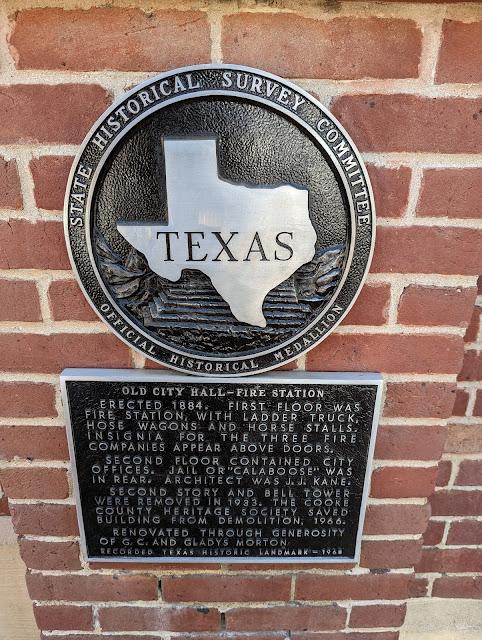 STATE HISTORICAL SURVEY COMMITTEE
TEXAS
OFFICIAL HISTORICAL MEDALLION
OLD CITY HALL-FIRE STATION
ERECTED 1884. FIRST FLOOR WAS
FIRE STATION, WITH LADDER TRUCK,
HOSE WAGONS AND HORSE STALLS.
INSIGNIA FOR THE THREE FIRE
COMPANIES APPEAR ABOVE DOORS.
SECOND FLOOR CONTAINED CITY
OFFICES. JAIL OR "CALABOOSE" WAS
IN REAR. ARCHITECT WAS J.J. KANE.
SECOND STORY AND BELL TOWER
WERE REMOVED IN 1933. THE COOKE
COUNTY HERITAGE SOCIETY SAVED
BUILDING FROM DEMOLITION, 1966.
RENOVATED THROUGH GENEROSITY
OF G.C. AND GLADYS MORTON
RECORDED TEXAS HISTORIC LANDMARK-1968